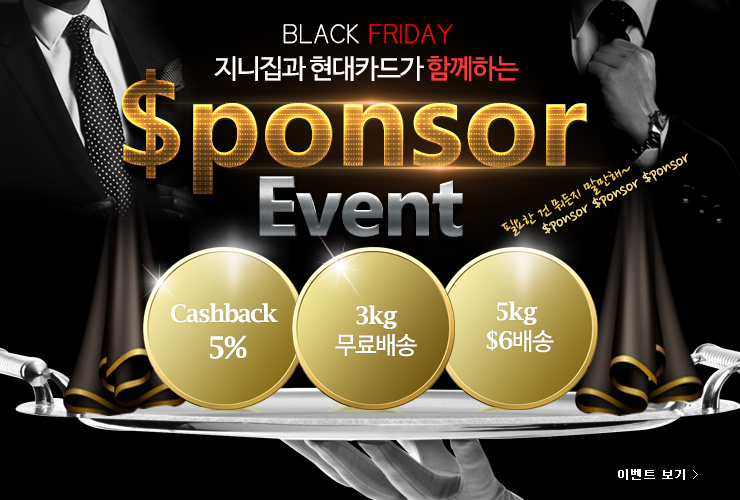 BLACK FRIDAY
지니집과 현대카드가 함께하는
$ponsor
Event
필요한 건 뭐든지 말만해~
$ponsor $ponsor $ponsor
Cashback
5%
3kg
무료배송
5kg
$6배송
이벤트 보기 >